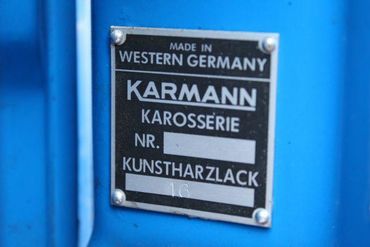 MADE IN
WESTERN GERMANY
KARMANN
KAROSSERIE
NR.
KUNSTHARZLACK
16